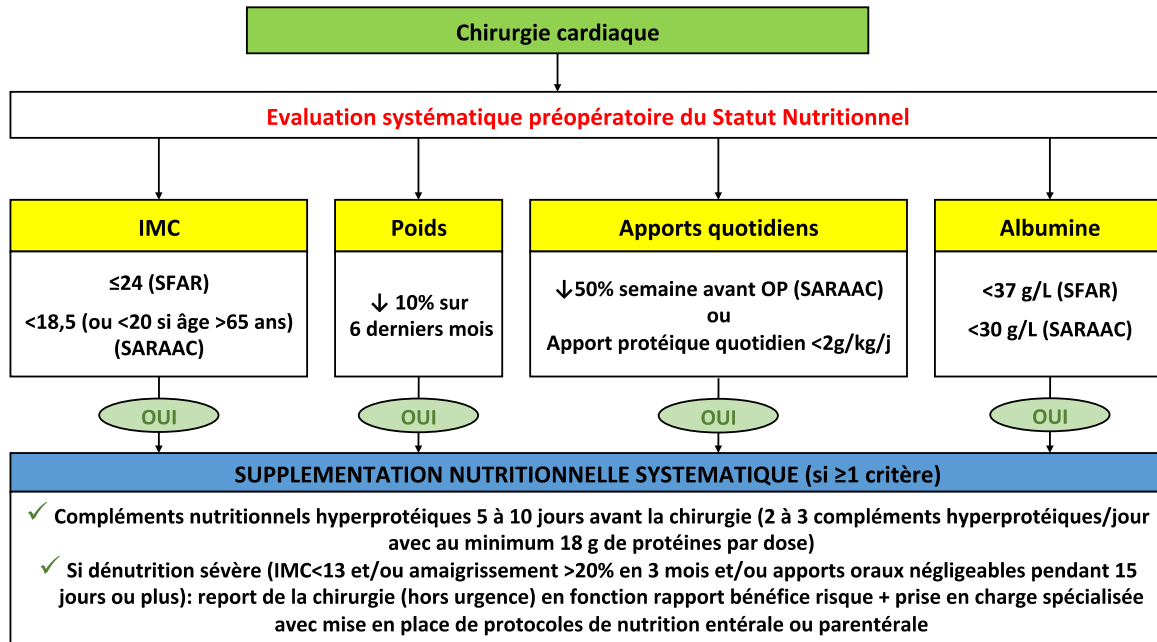 Chirurgie cardiaque
Evaluation systématique préopératoire du Statut Nutritionnel
IMC
≤24 (SFAR)
<18,5 (ou <20 si âge >65 ans)
(SARAAC)
OUI
Poids
↓ 10% sur
6 derniers mois
OUI
Apports quotidiens
↓50% semaine avant OP (SARAAC)
ou
Apport protéique quotidien <2g/kg/j
OUI
Albumine
<37 g/L (SFAR)
<30 g/L (SARAAC)
OUI
SUPPLEMENTATION NUTRITIONNELLE SYSTEMATIQUE (si ≥1 critère)
✓ Compléments nutritionnels hyperprotéiques 5 à 10 jours avant la chirurgie (2 à 3 compléments hyperprotéiques/jour
avec au minimum 18 g de protéines par dose)
✓ Si dénutrition sévère (IMC<13 et/ou amaigrissement >20% en 3 mois et/ou apports oraux négligeables pendant 15
jours ou plus): report de la chirurgie (hors urgence) en fonction rapport bénéfice risque + prise en charge spécialisée
avec mise en place de protocoles de nutrition entérale ou parentérale